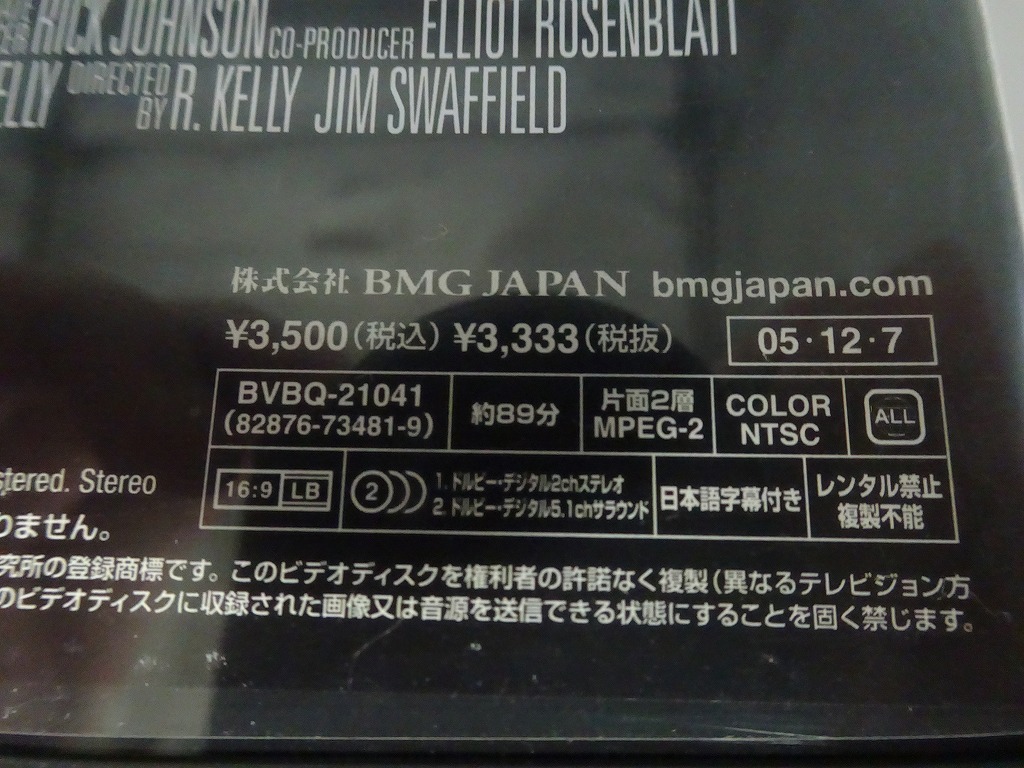 RICK JOHNSON CO-PRODUCER ELLIOT ROSENBLATT
DIRECTED BY R. KELLY JIM SWAFFIELD
株式会社 BMG JAPAN bmgjapan.com
¥3,500(税込) ¥3,333(税抜) 05・12・7
BVBQ-21041
(82876-73481-9)
約89分
片面2層
MPEG-2
COLOR
NTSC
ALL
16:9 LB
2
1. ドルビー・デジタル2chステレオ
2. ドルビー・デジタル5.1chサラウンド
日本語字幕付き
レンタル禁止
複製不能
stered. Stereo
りません。
究所の登録商標です。このビデオディスクを権利者の許諾なく複製(異なるテレビジョン方
のビデオディスクに収録された画像又は音源を送信できる状態にすることを固く禁じます。